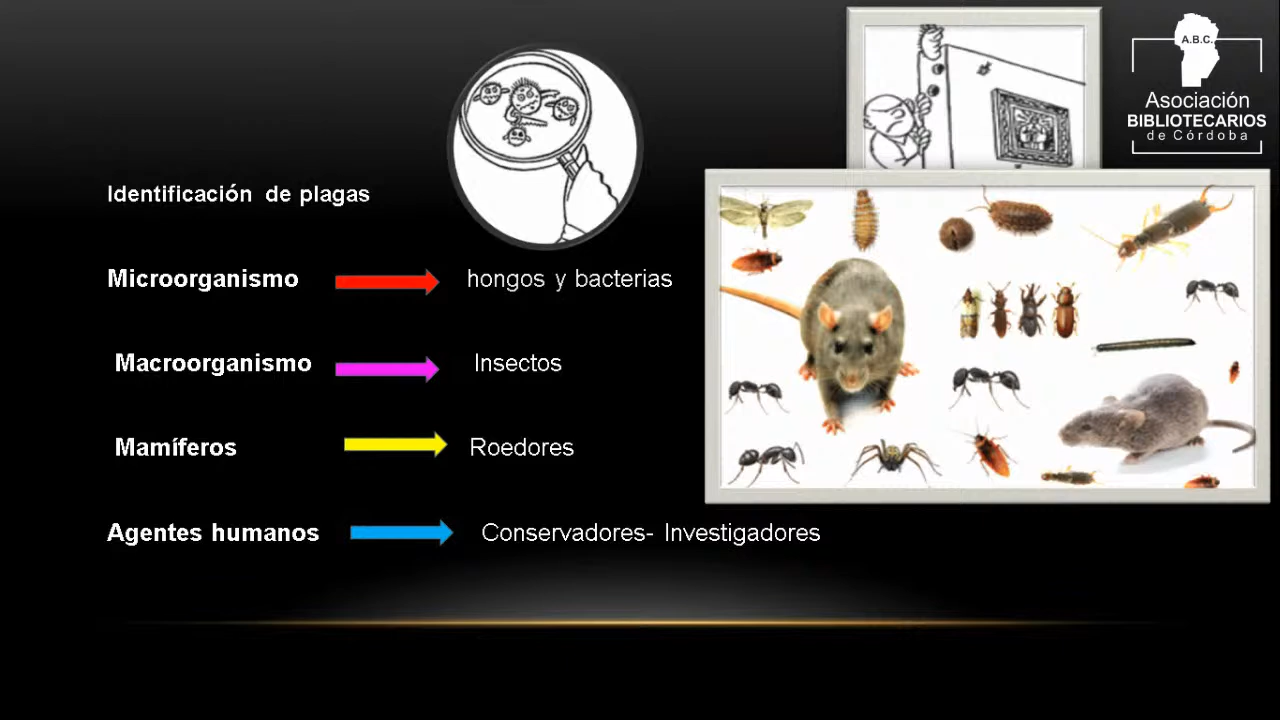 A.B.C.
Asociación
BIBLIOTECARIOS
de Córdoba
Identificación de plagas
Microorganismo hongos y bacterias
Macroorganismo Insectos
Mamíferos Roedores
Agentes humanos Conservadores- Investigadores